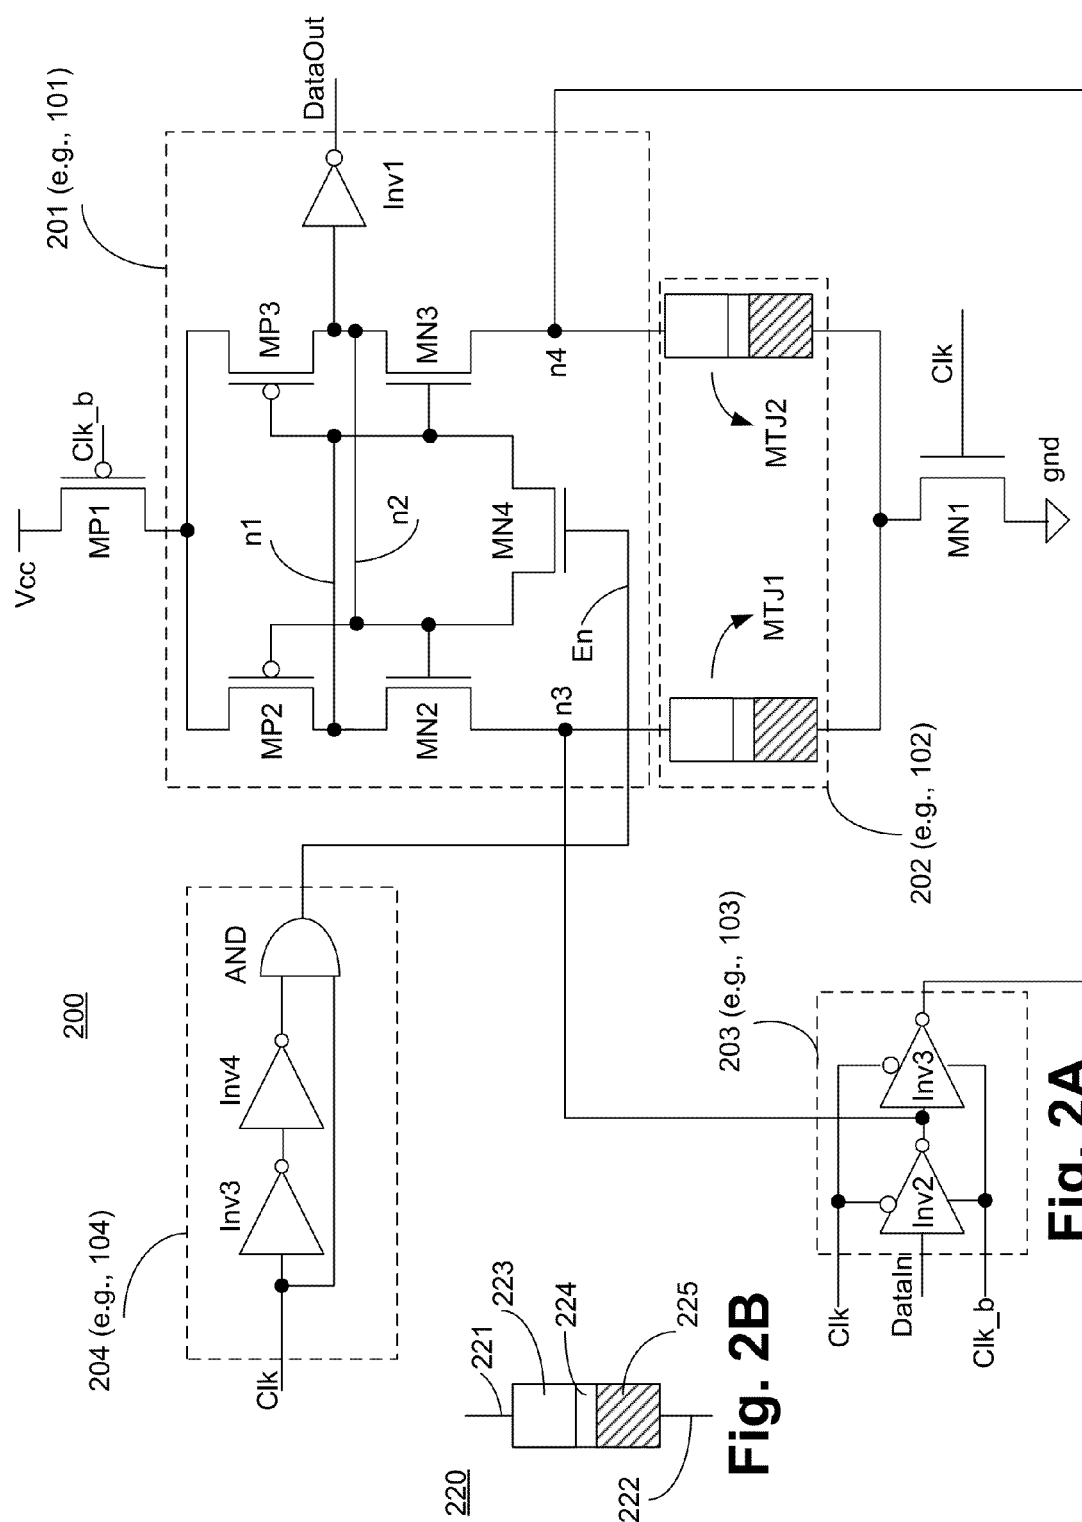 200
204 (e.g., 104)
Clk
Inv3
Inv4
AND
Vcc
MP1
Clk_b
201 (e.g., 101)
MP2
MP3
n1
n2
MN2
MN3
MN4
Inv1
DataOut
En
n3
n4
MTJ1
MTJ2
202 (e.g., 102)
MN1
Clk
gnd
203 (e.g., 103)
Clk
DataIn
Clk_b
Inv2
Inv3
Fig. 2A
220
221
223
224
225
222
Fig. 2B